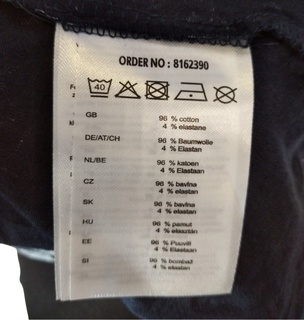 ORDER NO : 8162390
40
GB 96 % cotton
4 % elastane
DE/AT/CH 96 % Baumwolle
4 % Elastan
NL/BE 96 % katoen
4 % Elastaan
CZ 96 % bavlna
4 % elastan
SK 96 % bavlna
4 % elastan
HU 96 % pamut
4 % elasztán
EE 96 % Puuvill
4 % Elastaan
SI 96 % bombaž
4 % elastan